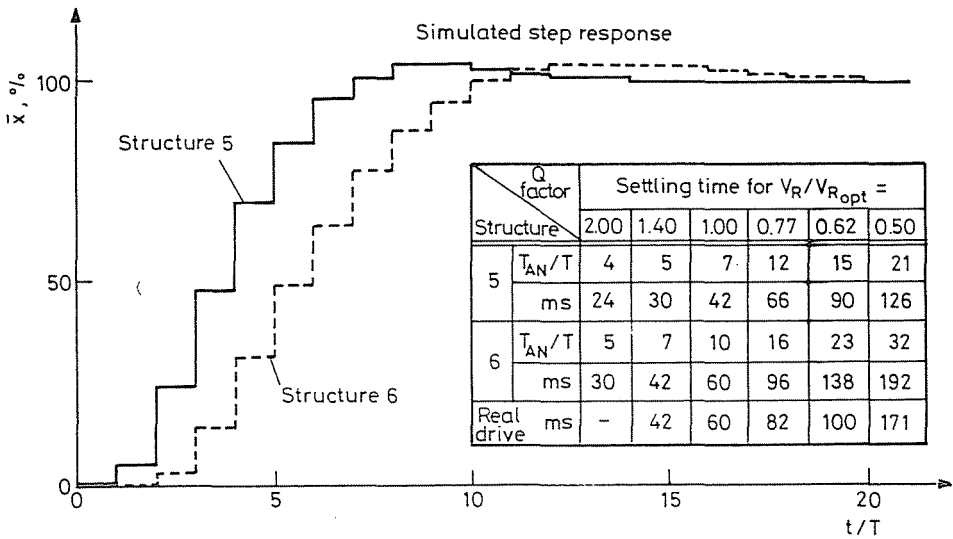 Simulated step response
x̄, %
100
50
0
Structure 5
Structure 6
Q factor
Structure
Settling time for V_R/V_Ropt =
2.00 1.40 1.00 0.77 0.62 0.50
5 T_AN/T 4 5 7 12 15 21
ms 24 30 42 66 90 126
6 T_AN/T 5 7 10 16 23 32
ms 30 42 60 96 138 192
Real drive ms – 42 60 82 100 171
0 5 10 15 20
t/T